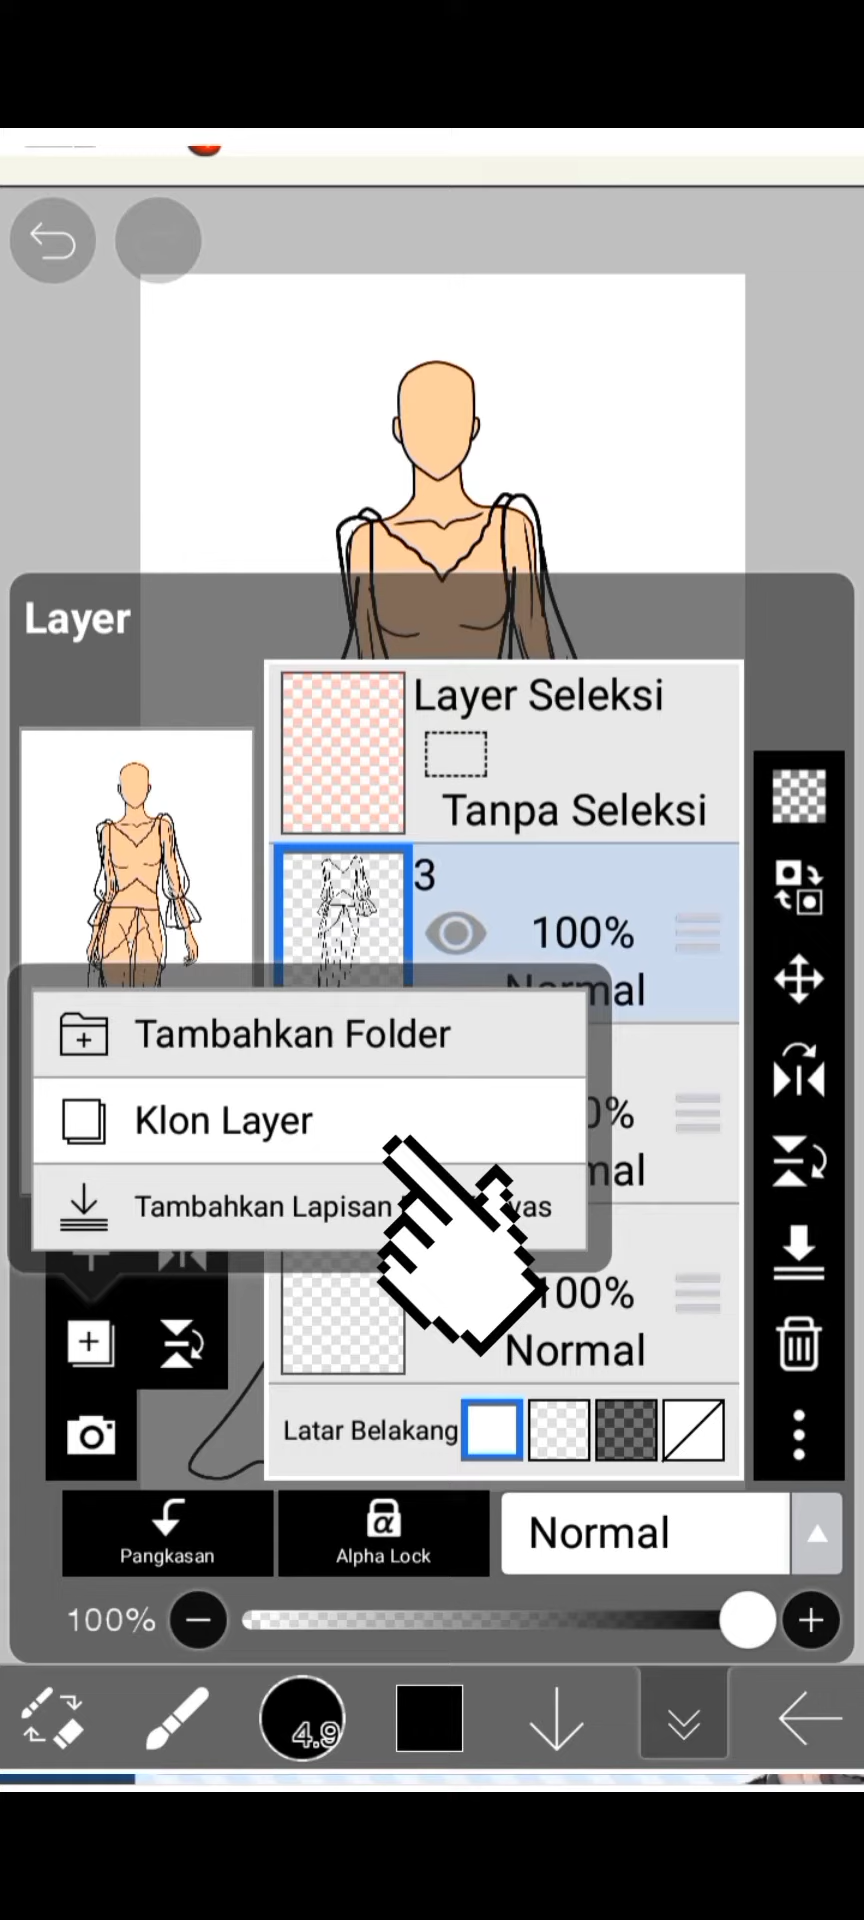 Layer
Layer Seleksi
Tanpa Seleksi
3
100%
Normal
Tambahkan Folder
Klon Layer
Tambahkan Lapisan
100%
Normal
Latar Belakang
Pangkasan
α
Alpha Lock
Normal
100%
4.9